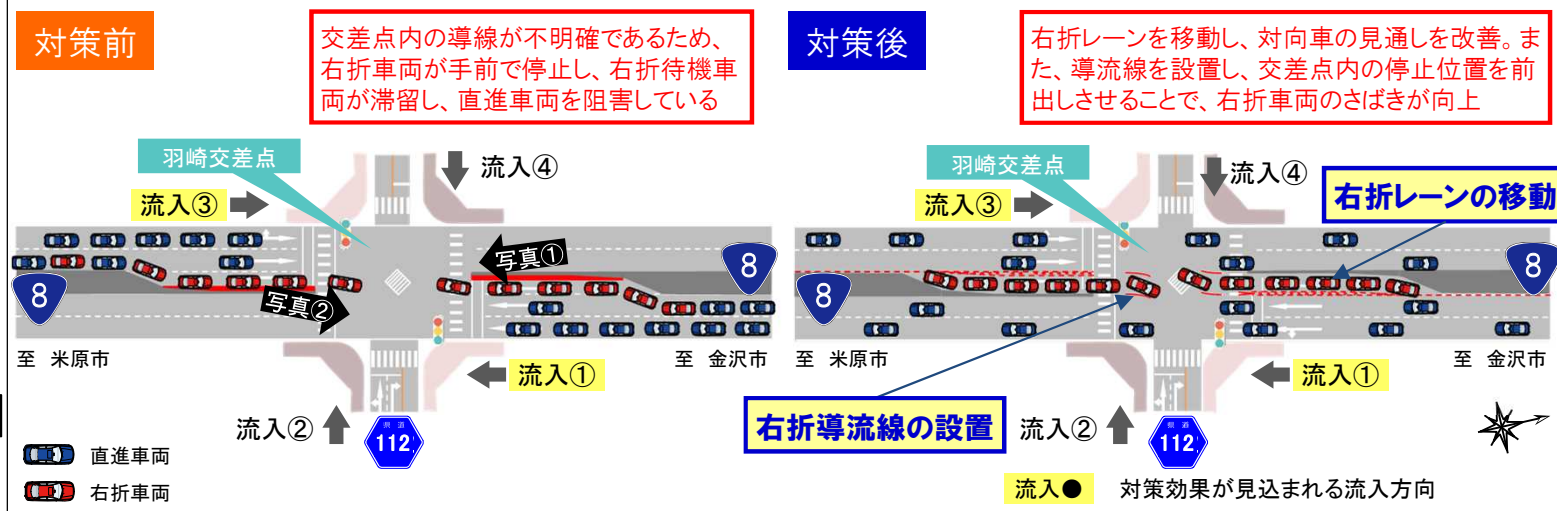 対策前
交差点内の導線が不明確であるため、
右折車両が手前で停止し、右折待機車
両が滞留し、直進車両を阻害している
羽崎交差点
流入④
流入③
写真①
写真②
8
8
至 米原市
至 金沢市
流入①
流入②
県道
112
直進車両
右折車両
対策後
右折レーンを移動し、対向車の見通しを改善。ま
た、導流線を設置し、交差点内の停止位置を前
出しさせることで、右折車両のさばきが向上
羽崎交差点
流入④
流入③
右折レーンの移動
8
8
至 米原市
至 金沢市
流入①
右折導流線の設置
流入②
県道
112
流入● 対策効果が見込まれる流入方向